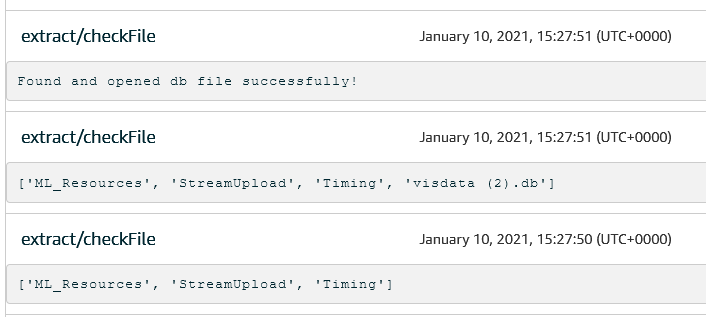 extract/checkFile January 10, 2021, 15:27:51 (UTC+0000)
Found and opened db file successfully!
extract/checkFile January 10, 2021, 15:27:51 (UTC+0000)
['ML_Resources', 'StreamUpload', 'Timing', 'visdata (2).db']
extract/checkFile January 10, 2021, 15:27:50 (UTC+0000)
['ML_Resources', 'StreamUpload', 'Timing']